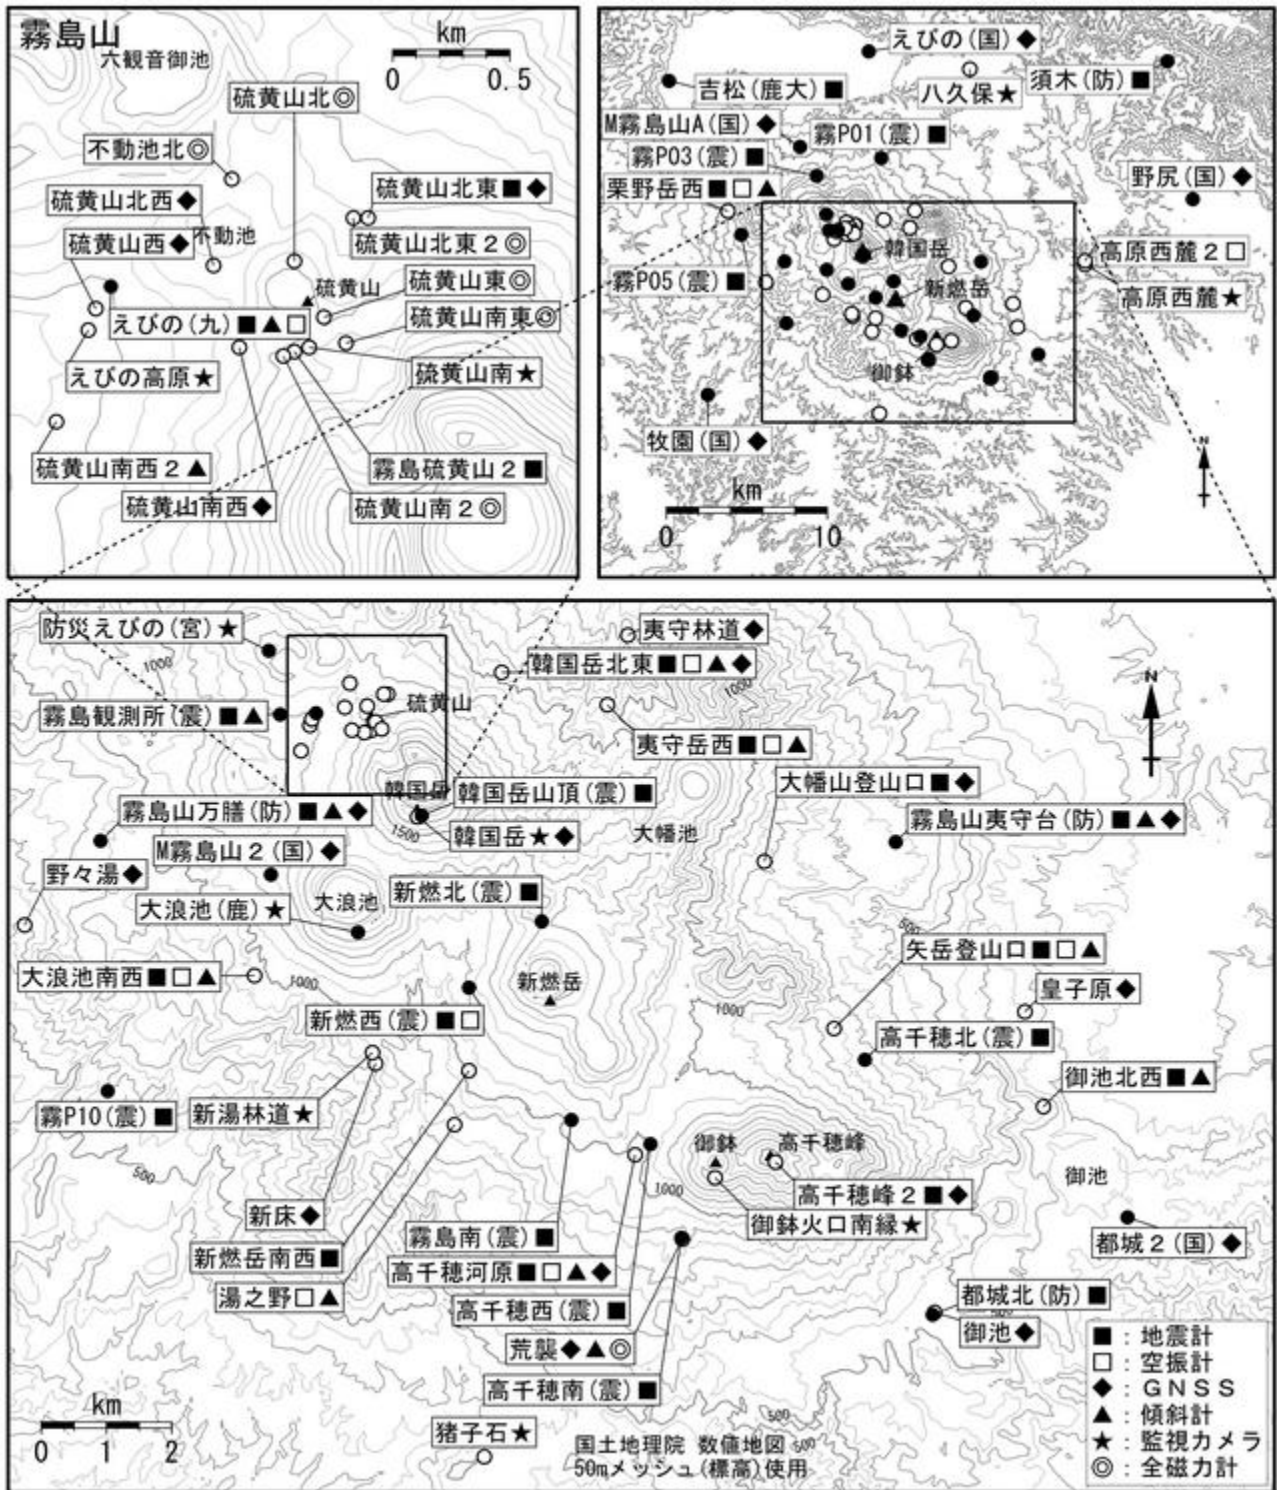 霧島山
六観音御池
km
0 0.5
硫黄山北◎
不動池北◎
硫黄山北西◆
硫黄山北東■◆
不動池
硫黄山西◆
硫黄山北東2◎
硫黄山東◎
硫黄山
えびの(九)■▲□
硫黄山南東◎
えびの高原★
硫黄山南★
硫黄山南西2▲
霧島硫黄山2■
硫黄山南西◆
硫黄山南2◎
えびの(国)◆
吉松(鹿大)■
八久保★
須木(防)■
M霧島山A(国)◆
霧P01(震)■
霧P03(震)■
栗野岳西■□▲
野尻(国)◆
韓国岳
高原西麓2□
霧P05(震)■
新燃岳
高原西麓★
御鉢
牧園(国)◆
N
km
0 10
防災えびの(宮)★
1000
夷守林道◆
韓国岳北東■□▲◆
1000
N
霧島観測所(震)■▲
硫黄山
夷守岳西■□▲
大幡山登山口■◆
韓国岳
韓国岳山頂(震)■
霧島山万膳(防)■▲◆
1500
大幡池
霧島山夷守台(防)■▲◆
韓国岳★◆
M霧島山2(国)◆
野々湯◆
新燃北(震)■
大浪池
大浪池(鹿)★
500
矢岳登山口■□▲
大浪池南西■□▲
1000
新燃岳
皇子原◆
1000
新燃西(震)■□
高千穂北(震)■
御池北西■▲
霧P10(震)■
新湯林道★
御鉢
高千穂峰
500
御池
1000
高千穂峰2■◆
新床◆
御鉢火口南縁★
霧島南(震)■
都城2(国)◆
新燃岳南西■
高千穂河原■□▲◆
湯之野□▲
高千穂西(震)■
都城北(防)■
御池◆
荒襲◆▲◎
高千穂南(震)■
km
0 1 2
猪子石★
500
国土地理院 数値地図
500
50mメッシュ(標高)使用
■：地震計
□：空振計
◆：GNSS
▲：傾斜計
★：監視カメラ
◎：全磁力計